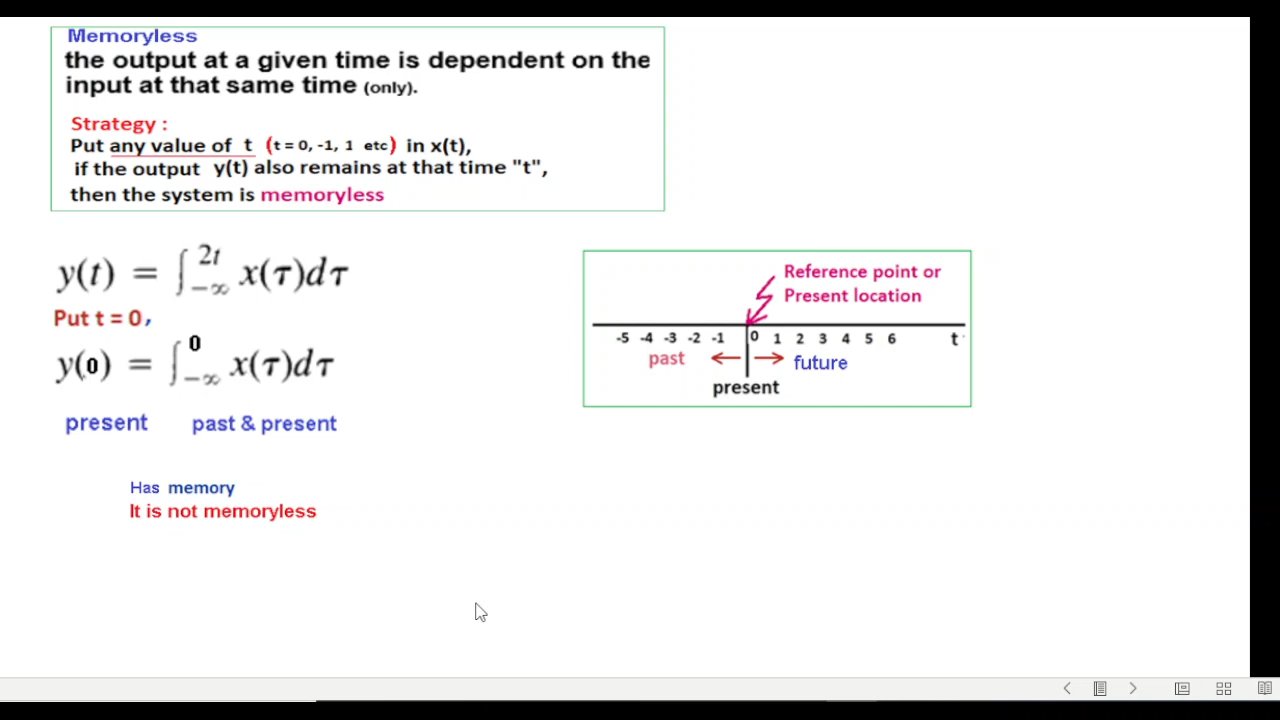 Memoryless
the output at a given time is dependent on the
input at that same time (only).
Strategy :
Put any value of t (t = 0, -1, 1 etc) in x(t),
if the output y(t) also remains at that time "t",
then the system is memoryless
y(t) = ∫_{-∞}^{2t} x(τ)dτ
Put t = 0,
y(0) = ∫_{-∞}^{0} x(τ)dτ
present past & present
Has memory
It is not memoryless
Reference point or
Present location
-5 -4 -3 -2 -1 0 1 2 3 4 5 6 t
past future
present